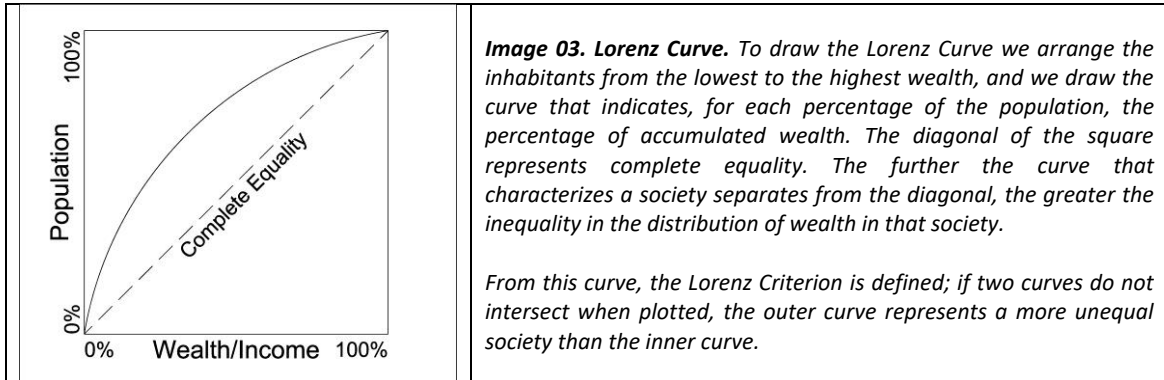 100%
Population
0%
Complete Equality
0% Wealth/Income 100%
Image 03. Lorenz Curve. To draw the Lorenz Curve we arrange the
inhabitants from the lowest to the highest wealth, and we draw the
curve that indicates, for each percentage of the population, the
percentage of accumulated wealth. The diagonal of the square
represents complete equality. The further the curve that
characterizes a society separates from the diagonal, the greater the
inequality in the distribution of wealth in that society.
From this curve, the Lorenz Criterion is defined; if two curves do not
intersect when plotted, the outer curve represents a more unequal
society than the inner curve.